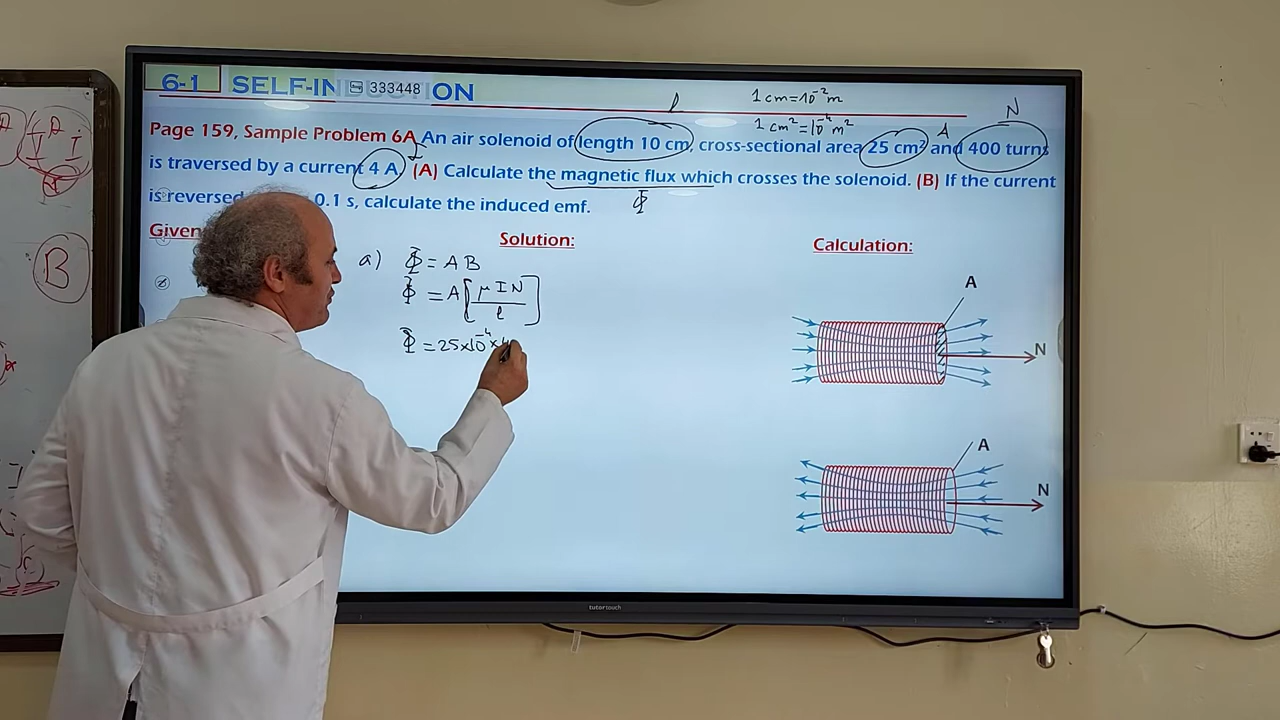 6-1 SELF-IN ON
333448
l
1 cm = 10⁻² m
N
1 cm² = 10⁻⁴ m²
A
Page 159, Sample Problem 6A, An air solenoid of length 10 cm, cross-sectional area 25 cm² and 400 turns
I
is traversed by a current 4 A. (A) Calculate the magnetic flux which crosses the solenoid. (B) If the current
is reversed 0.1 s, calculate the induced emf.
Φ
Given
Solution:
Calculation:
a) Φ = A B
Φ = A [μ I N / l]
Φ = 25×10⁻⁴ ×
A
N
A
N
B
tutortouch